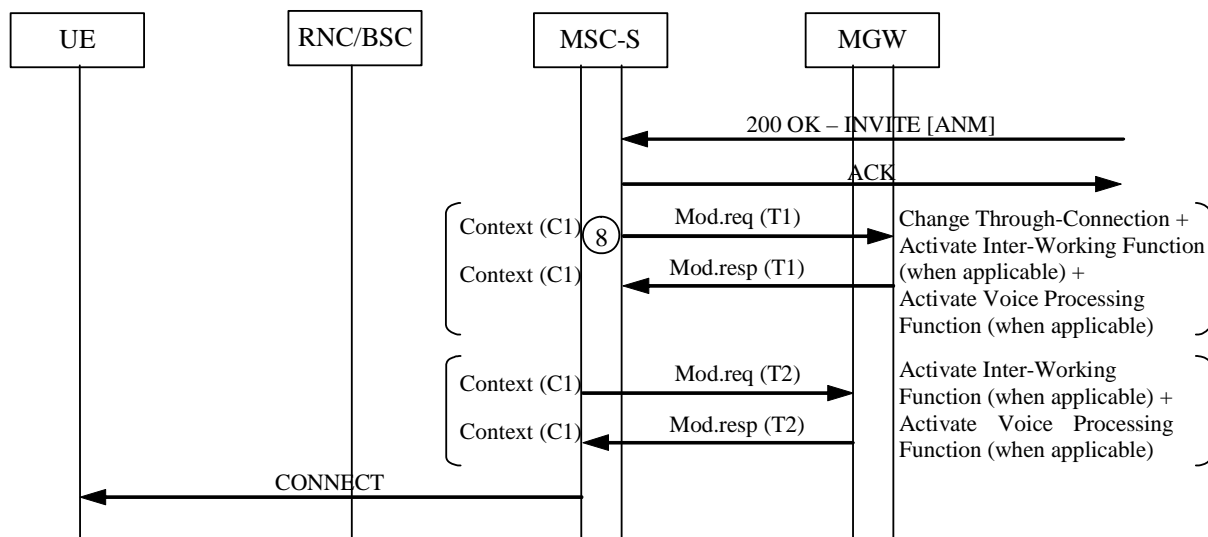 UE
RNC/BSC
MSC-S
MGW
200 OK – INVITE [ANM]
ACK
Context (C1)
8
Mod.req (T1)
Change Through-Connection +
Activate Inter-Working Function
(when applicable) +
Activate Voice Processing
Function (when applicable)
Context (C1)
Mod.resp (T1)
Context (C1)
Mod.req (T2)
Activate Inter-Working
Function (when applicable) +
Activate Voice Processing
Function (when applicable)
Context (C1)
Mod.resp (T2)
CONNECT